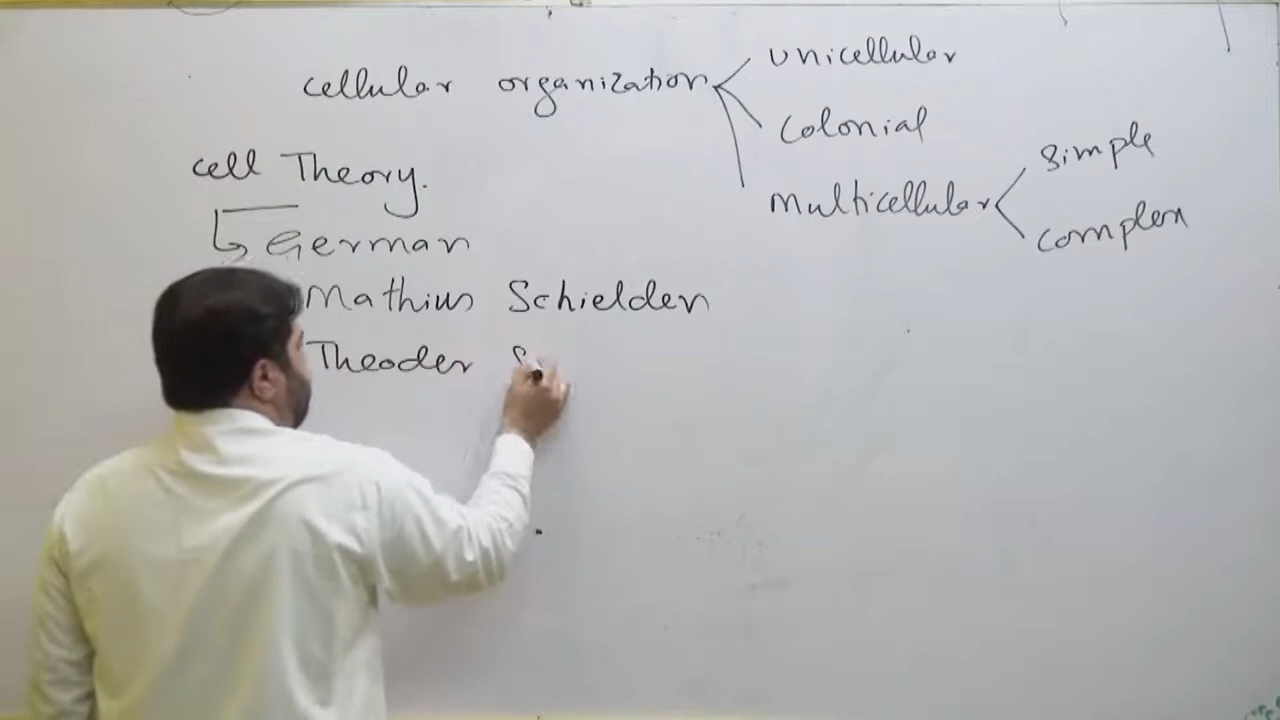 cellular organization
unicellular
colonial
multicellular
simple
complex
cell Theory.
German
Mathius Schielden
Theoder S